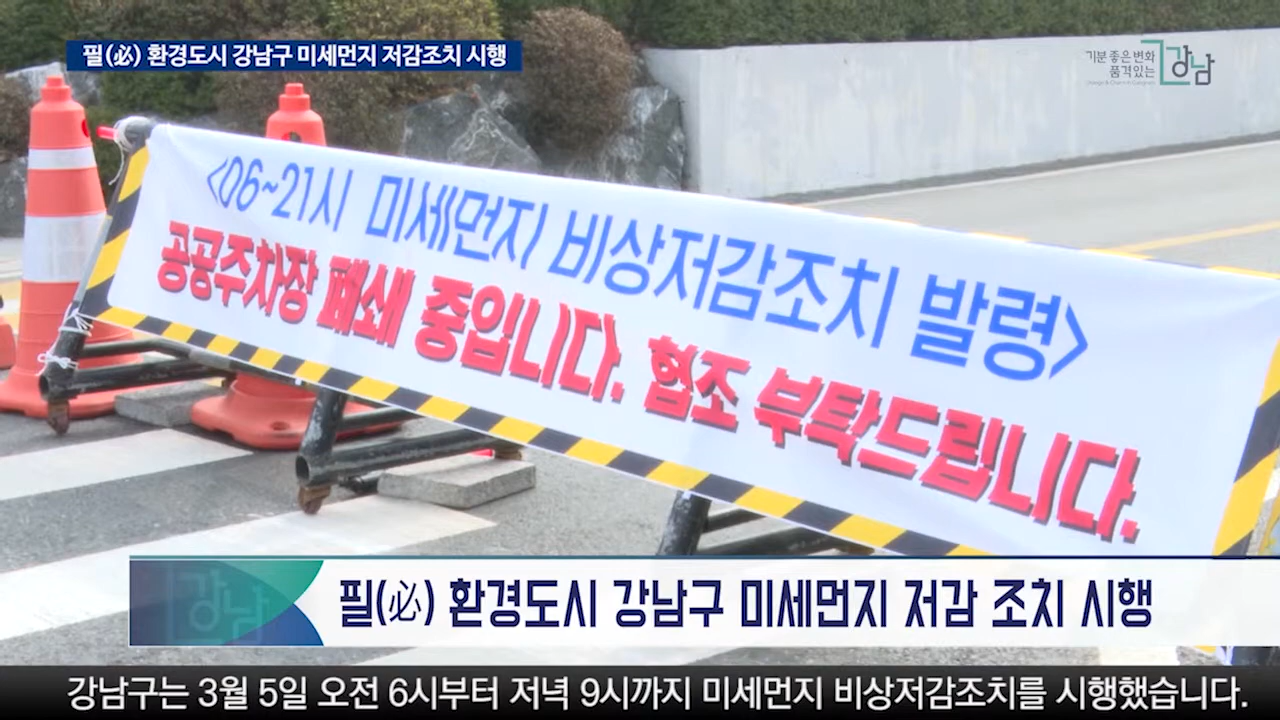 필(必) 환경도시 강남구 미세먼지 저감조치 시행
기분 좋은 변화
품격있는
강남
<06~21시 미세먼지 비상저감조치 발령>
공공주차장 폐쇄 중입니다. 협조 부탁드립니다.
필(必) 환경도시 강남구 미세먼지 저감 조치 시행
강남구는 3월 5일 오전 6시부터 저녁 9시까지 미세먼지 비상저감조치를 시행했습니다.